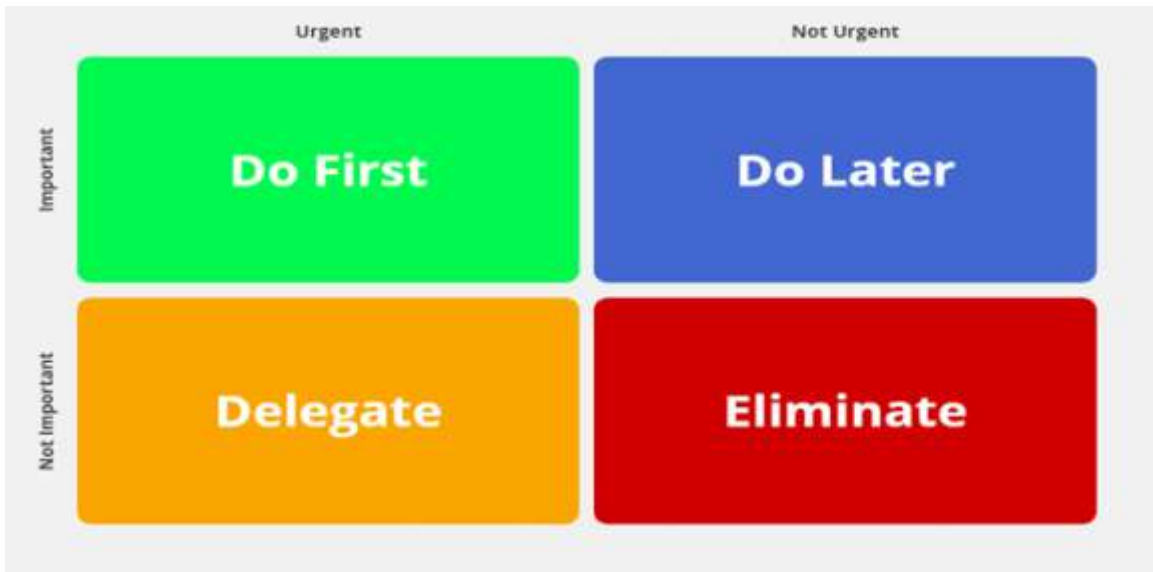 Urgent
Not Urgent
Important
Do First
Do Later
Not Important
Delegate
Eliminate